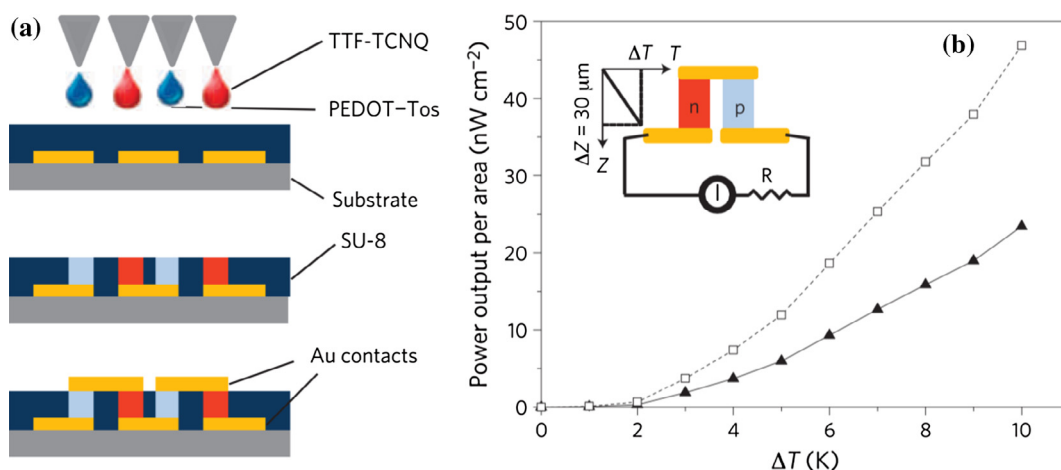 (a)
TTF-TCNQ
PEDOT–Tos
Substrate
SU-8
Au contacts
(b)
Power output per area (nW cm−2)
50
40
30
20
10
0
0
2
4
6
8
10
ΔT (K)
ΔT
T
ΔZ = 30 μm
Z
n
p
I
R